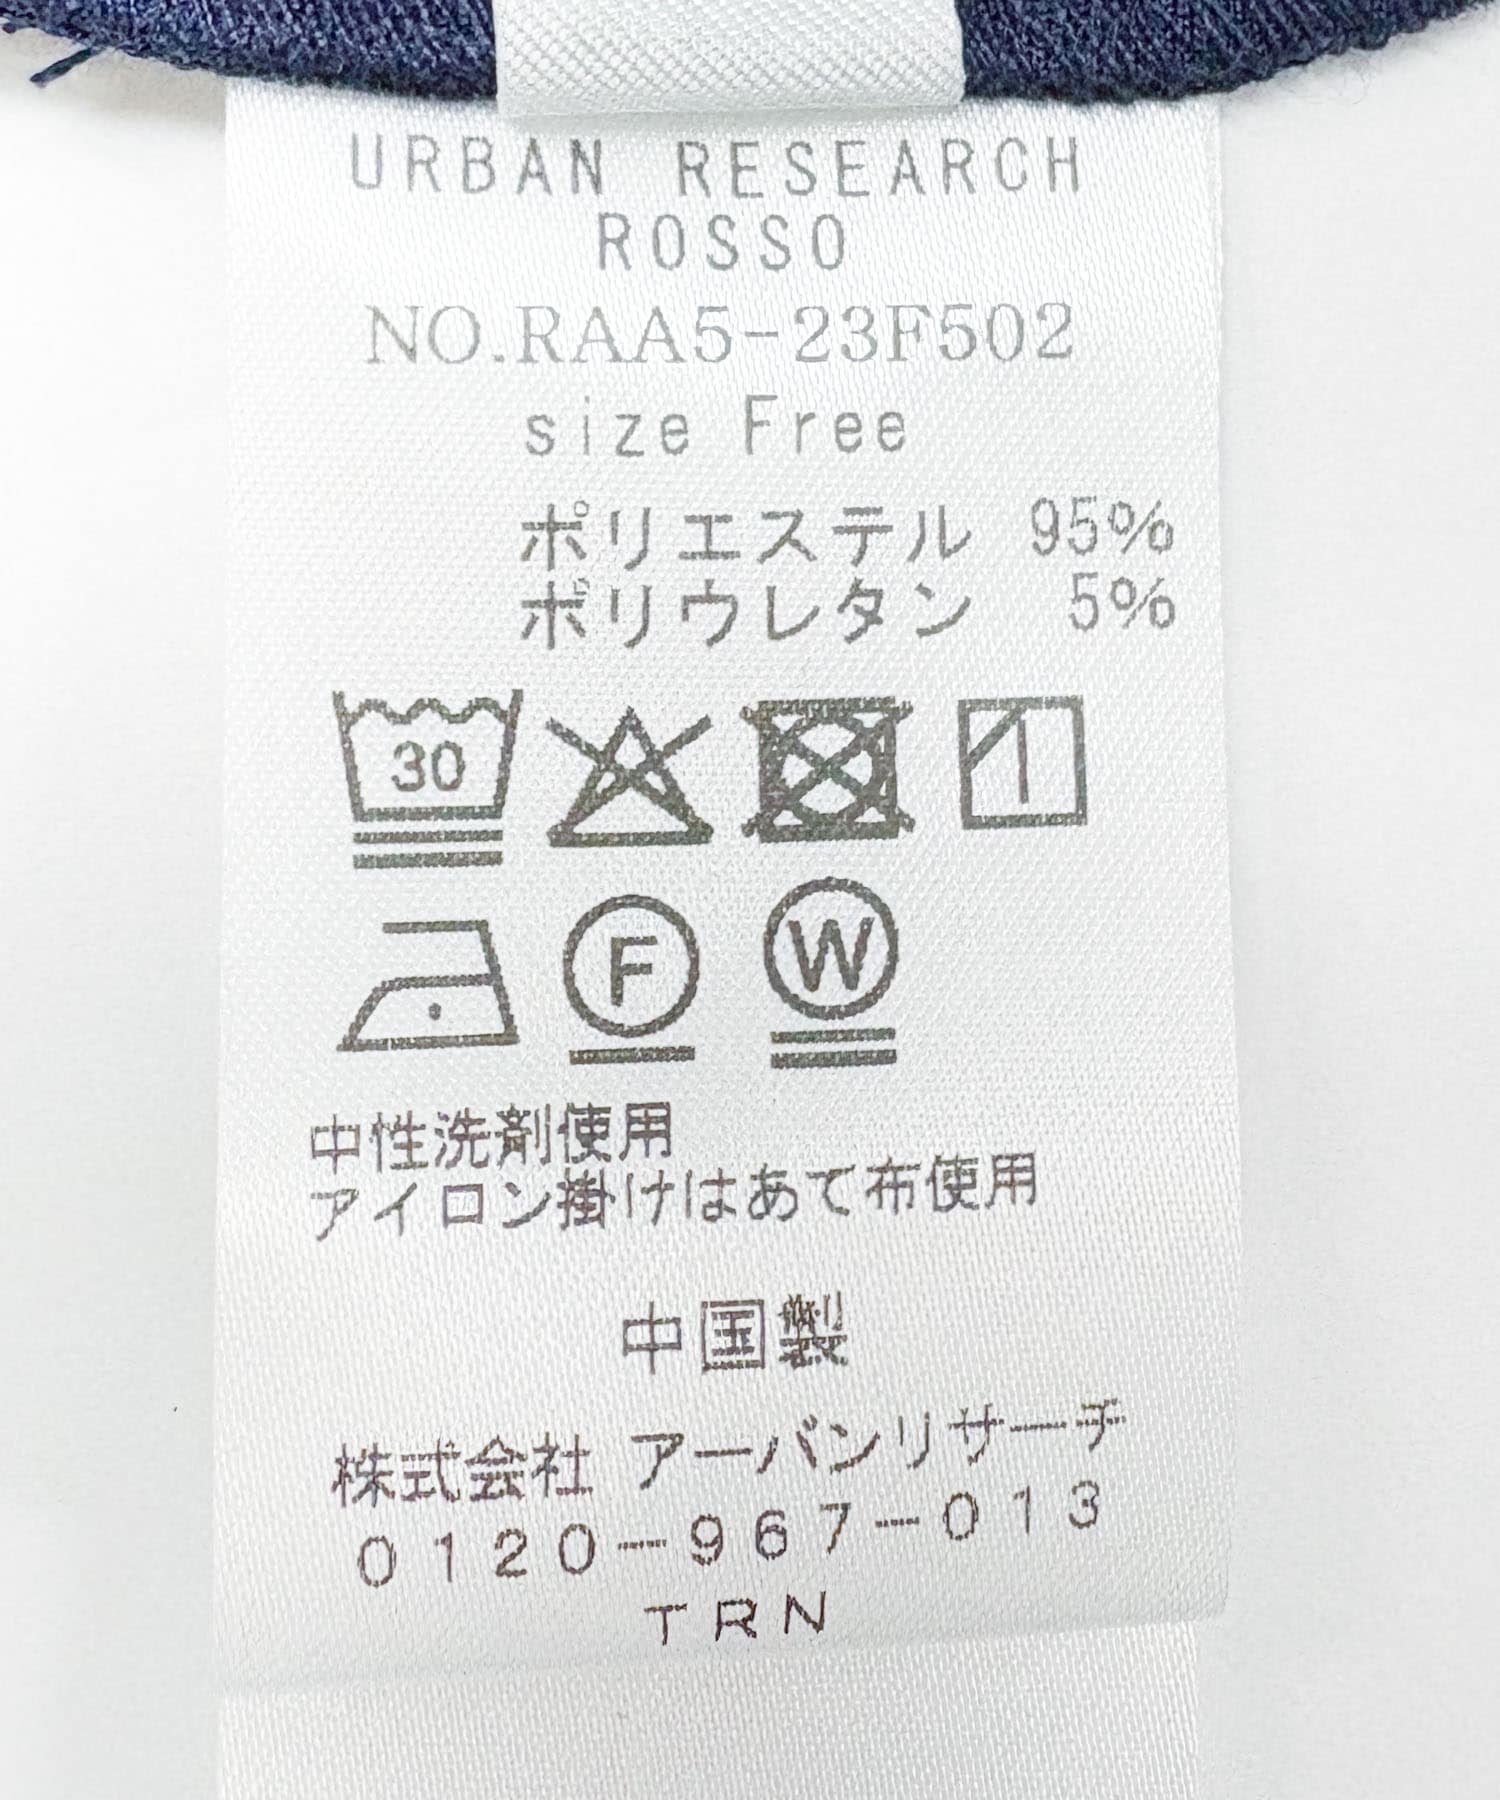 URBAN RESEARCH
ROSSO
NO.RAA5-23F502
size Free
ポリエステル 95%
ポリウレタン 5%
30
F
W
中性洗剤使用
アイロン掛けはあて布使用
中国製
株式会社 アーバンリサーチ
0120-967-013
TRN